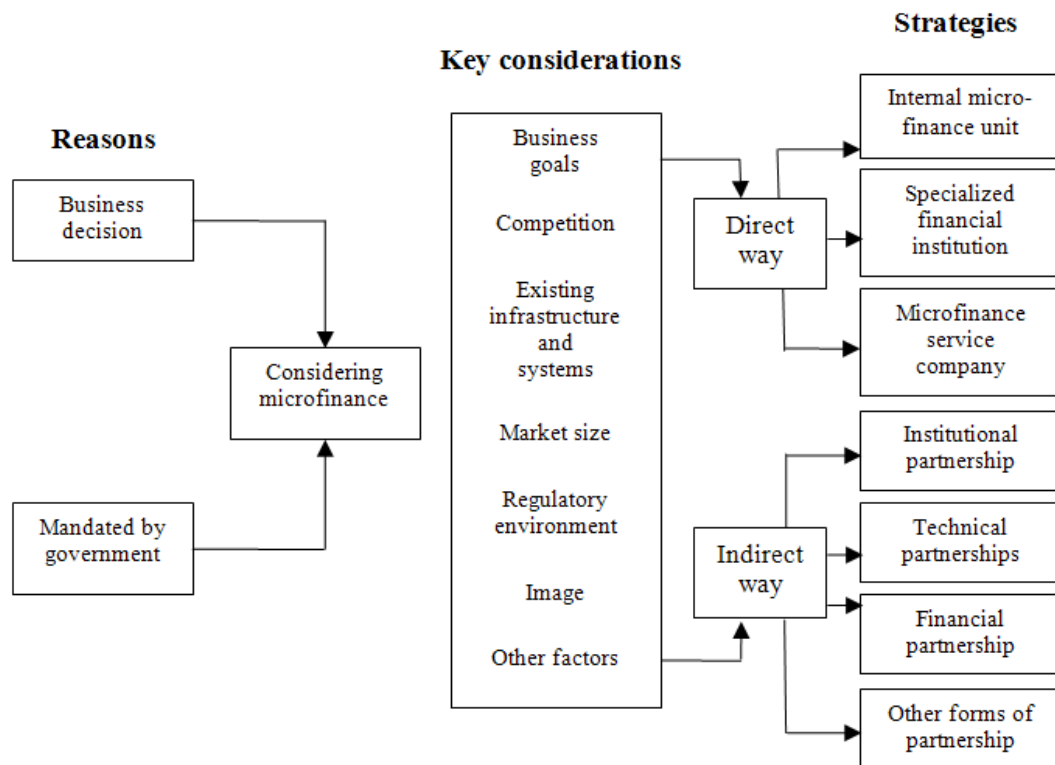 Reasons
Business
decision
Mandated by
government
Considering
microfinance
Key considerations
Business
goals
Competition
Existing
infrastructure
and
systems
Market size
Regulatory
environment
Image
Other factors
Direct
way
Indirect
way
Strategies
Internal micro-
finance unit
Specialized
financial
institution
Microfinance
service
company
Institutional
partnership
Technical
partnerships
Financial
partnership
Other forms of
partnership